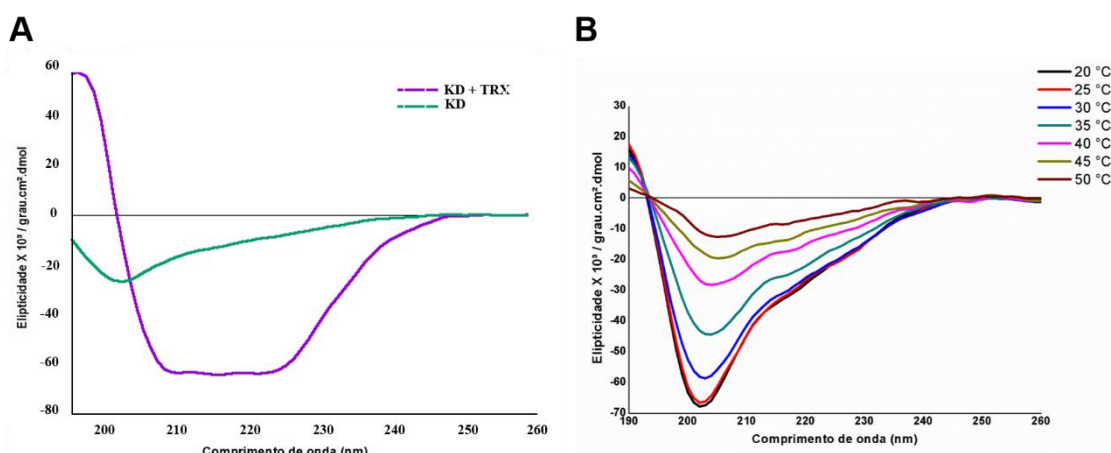 A
60
40
20
0
-20
-40
-60
-80
200
210
220
230
240
250
260
Elipticidade X 10³ / grau.cm².dmol
Comprimento de onda (nm)
KD + TRX
KD
B
30
20
10
0
-10
-20
-30
-40
-50
-60
-70
190
200
210
220
230
240
250
260
Elipticidade X 10³ / grau.cm².dmol
Comprimento de onda (nm)
20 °C
25 °C
30 °C
35 °C
40 °C
45 °C
50 °C